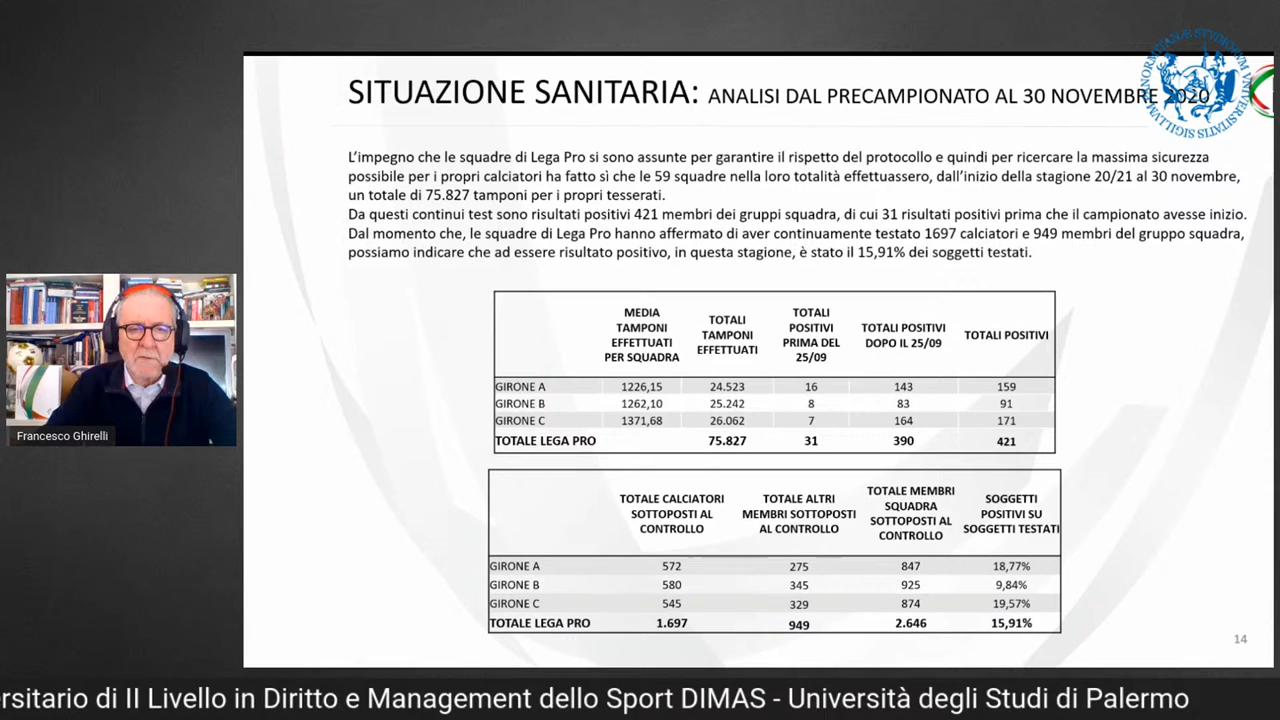 SITUAZIONE SANITARIA: ANALISI DAL PRECAMPIONATO AL 30 NOVEMBRE 2020
L'impegno che le squadre di Lega Pro si sono assunte per garantire il rispetto del protocollo e quindi per ricercare la massima sicurezza
possibile per i propri calciatori ha fatto sì che le 59 squadre nella loro totalità effettuassero, dall'inizio della stagione 20/21 al 30 novembre,
un totale di 75.827 tamponi per i propri tesserati.
Da questi continui test sono risultati positivi 421 membri dei gruppi squadra, di cui 31 risultati positivi prima che il campionato avesse inizio.
Dal momento che, le squadre di Lega Pro hanno affermato di aver continuamente testato 1697 calciatori e 949 membri del gruppo squadra,
possiamo indicare che ad essere risultato positivo, in questa stagione, è stato il 15,91% dei soggetti testati.
MEDIA TAMPONI EFFETTUATI PER SQUADRA TOTALI TAMPONI EFFETTUATI TOTALI POSITIVI PRIMA DEL 25/09 TOTALI POSITIVI DOPO IL 25/09 TOTALI POSITIVI
GIRONE A 1226,15 24.523 16 143 159
GIRONE B 1262,10 25.242 8 83 91
GIRONE C 1371,68 26.062 7 164 171
TOTALE LEGA PRO 75.827 31 390 421
TOTALE CALCIATORI SOTTOPOSTI AL CONTROLLO TOTALE ALTRI MEMBRI SOTTOPOSTI AL CONTROLLO TOTALE MEMBRI SQUADRA SOTTOPOSTI AL CONTROLLO SOGGETTI POSITIVI SU SOGGETTI TESTATI
GIRONE A 572 275 847 18,77%
GIRONE B 580 345 925 9,84%
GIRONE C 545 329 874 19,57%
TOTALE LEGA PRO 1.697 949 2.646 15,91%
14
Francesco Ghirelli
ersitario di II Livello in Diritto e Management dello Sport DIMAS - Università degli Studi di Palermo